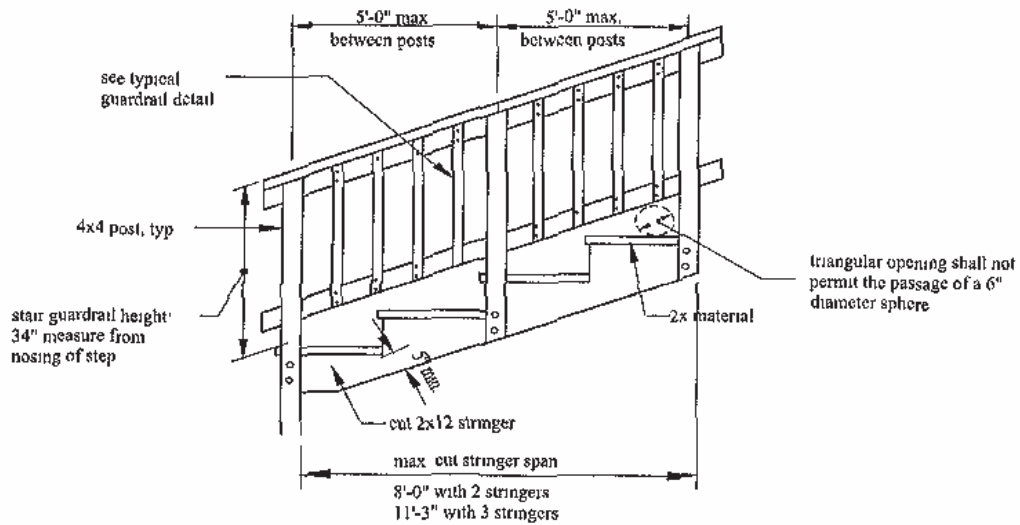 5'-0" max
between posts
5'-0" max,
between posts
see typical
guardrail detail
4x4 post, typ
stair guardrail height
34" measure from
nosing of step
triangular opening shall not
permit the passage of a 6"
diameter sphere
2x material
5" min.
cut 2x12 stringer
max cut stringer span
8'-0" with 2 stringers
11'-3" with 3 stringers